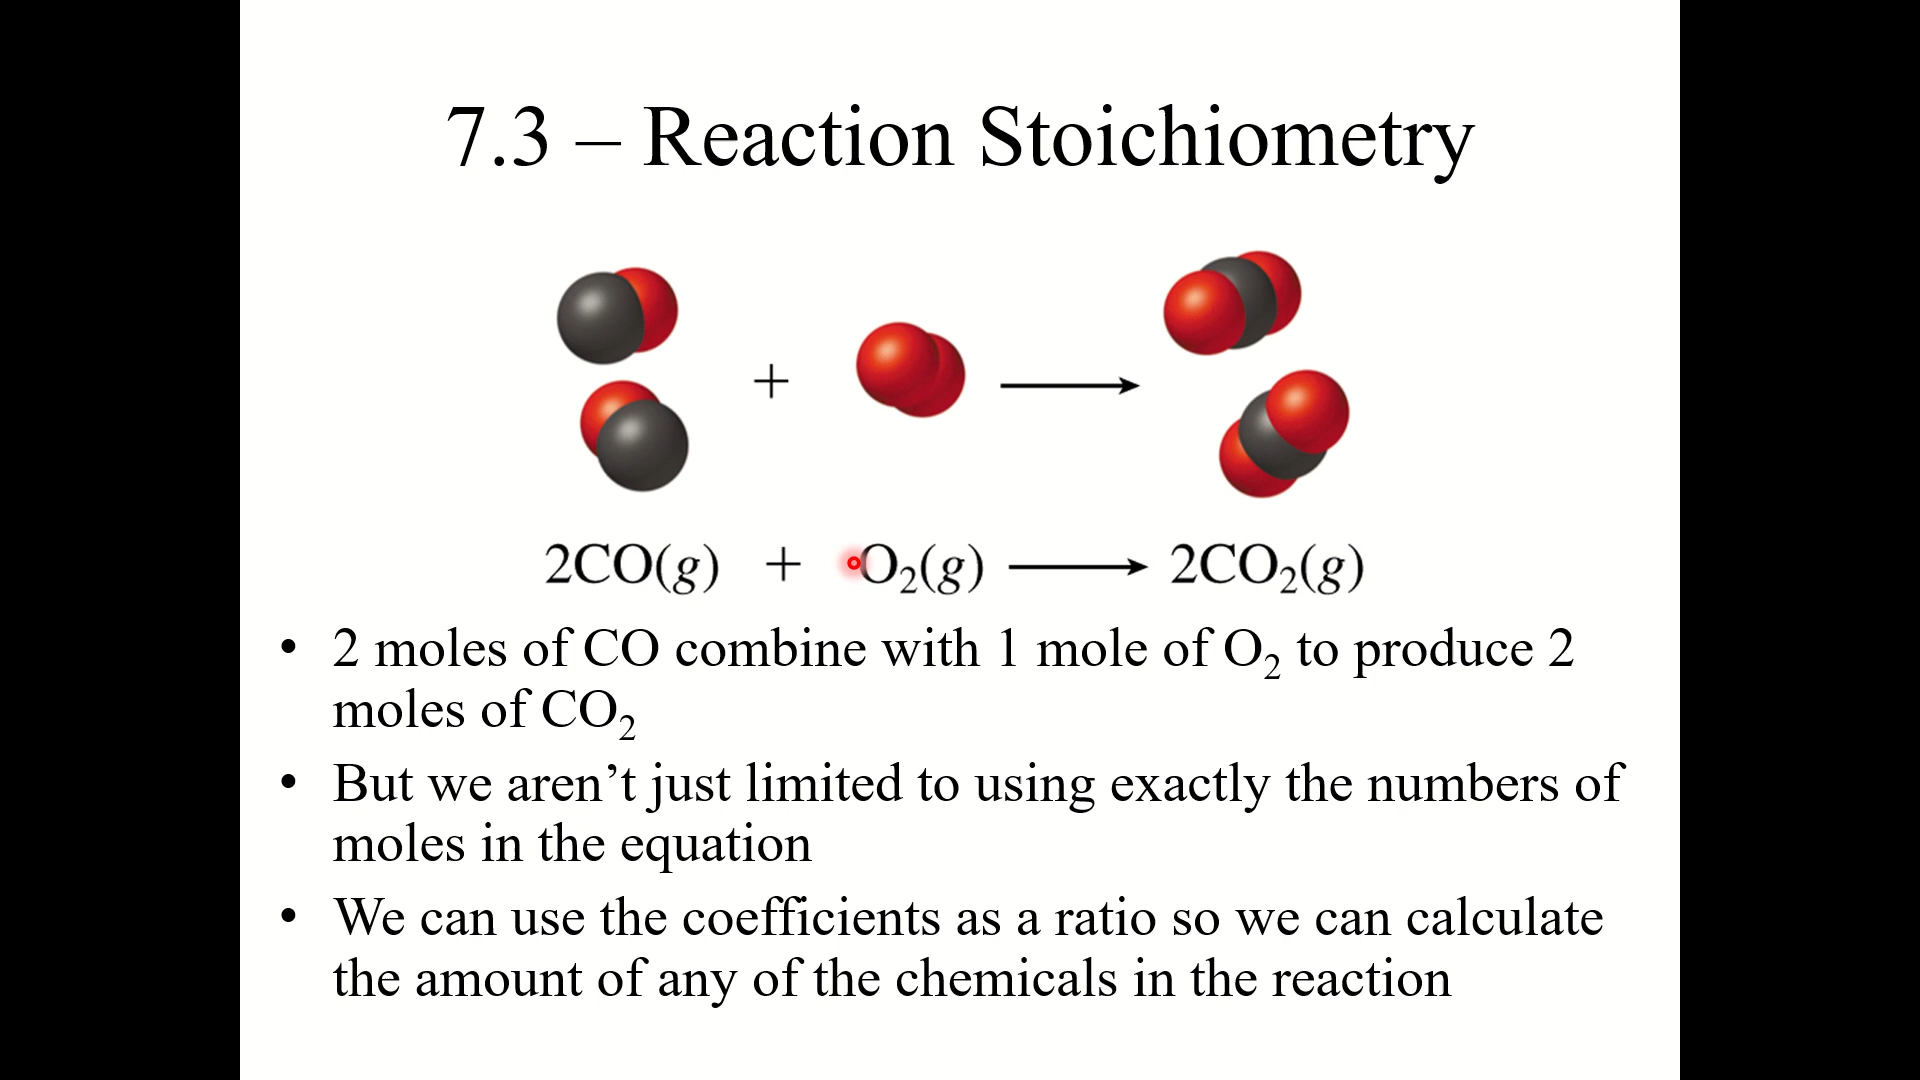 7.3 – Reaction Stoichiometry
+
2CO(g) + O₂(g) ⟶ 2CO₂(g)
• 2 moles of CO combine with 1 mole of O₂ to produce 2
moles of CO₂
• But we aren’t just limited to using exactly the numbers of
moles in the equation
• We can use the coefficients as a ratio so we can calculate
the amount of any of the chemicals in the reaction